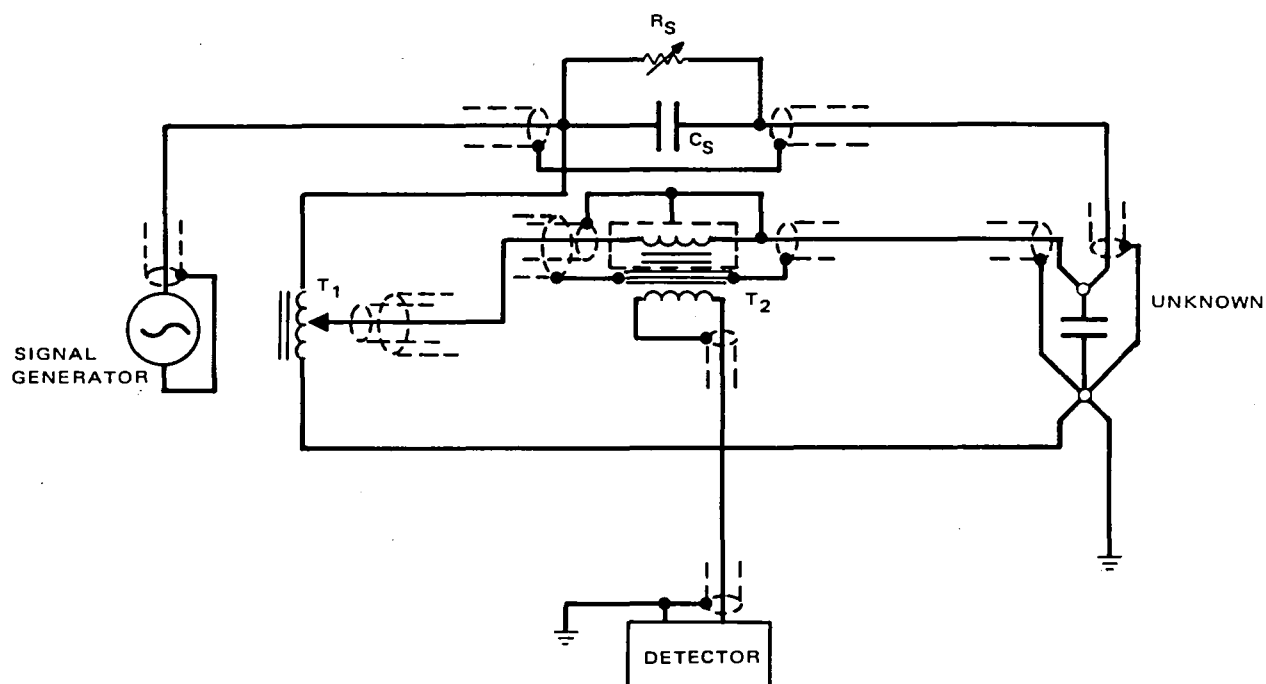 R_S
C_S
T_1
T_2
UNKNOWN
SIGNAL
GENERATOR
DETECTOR